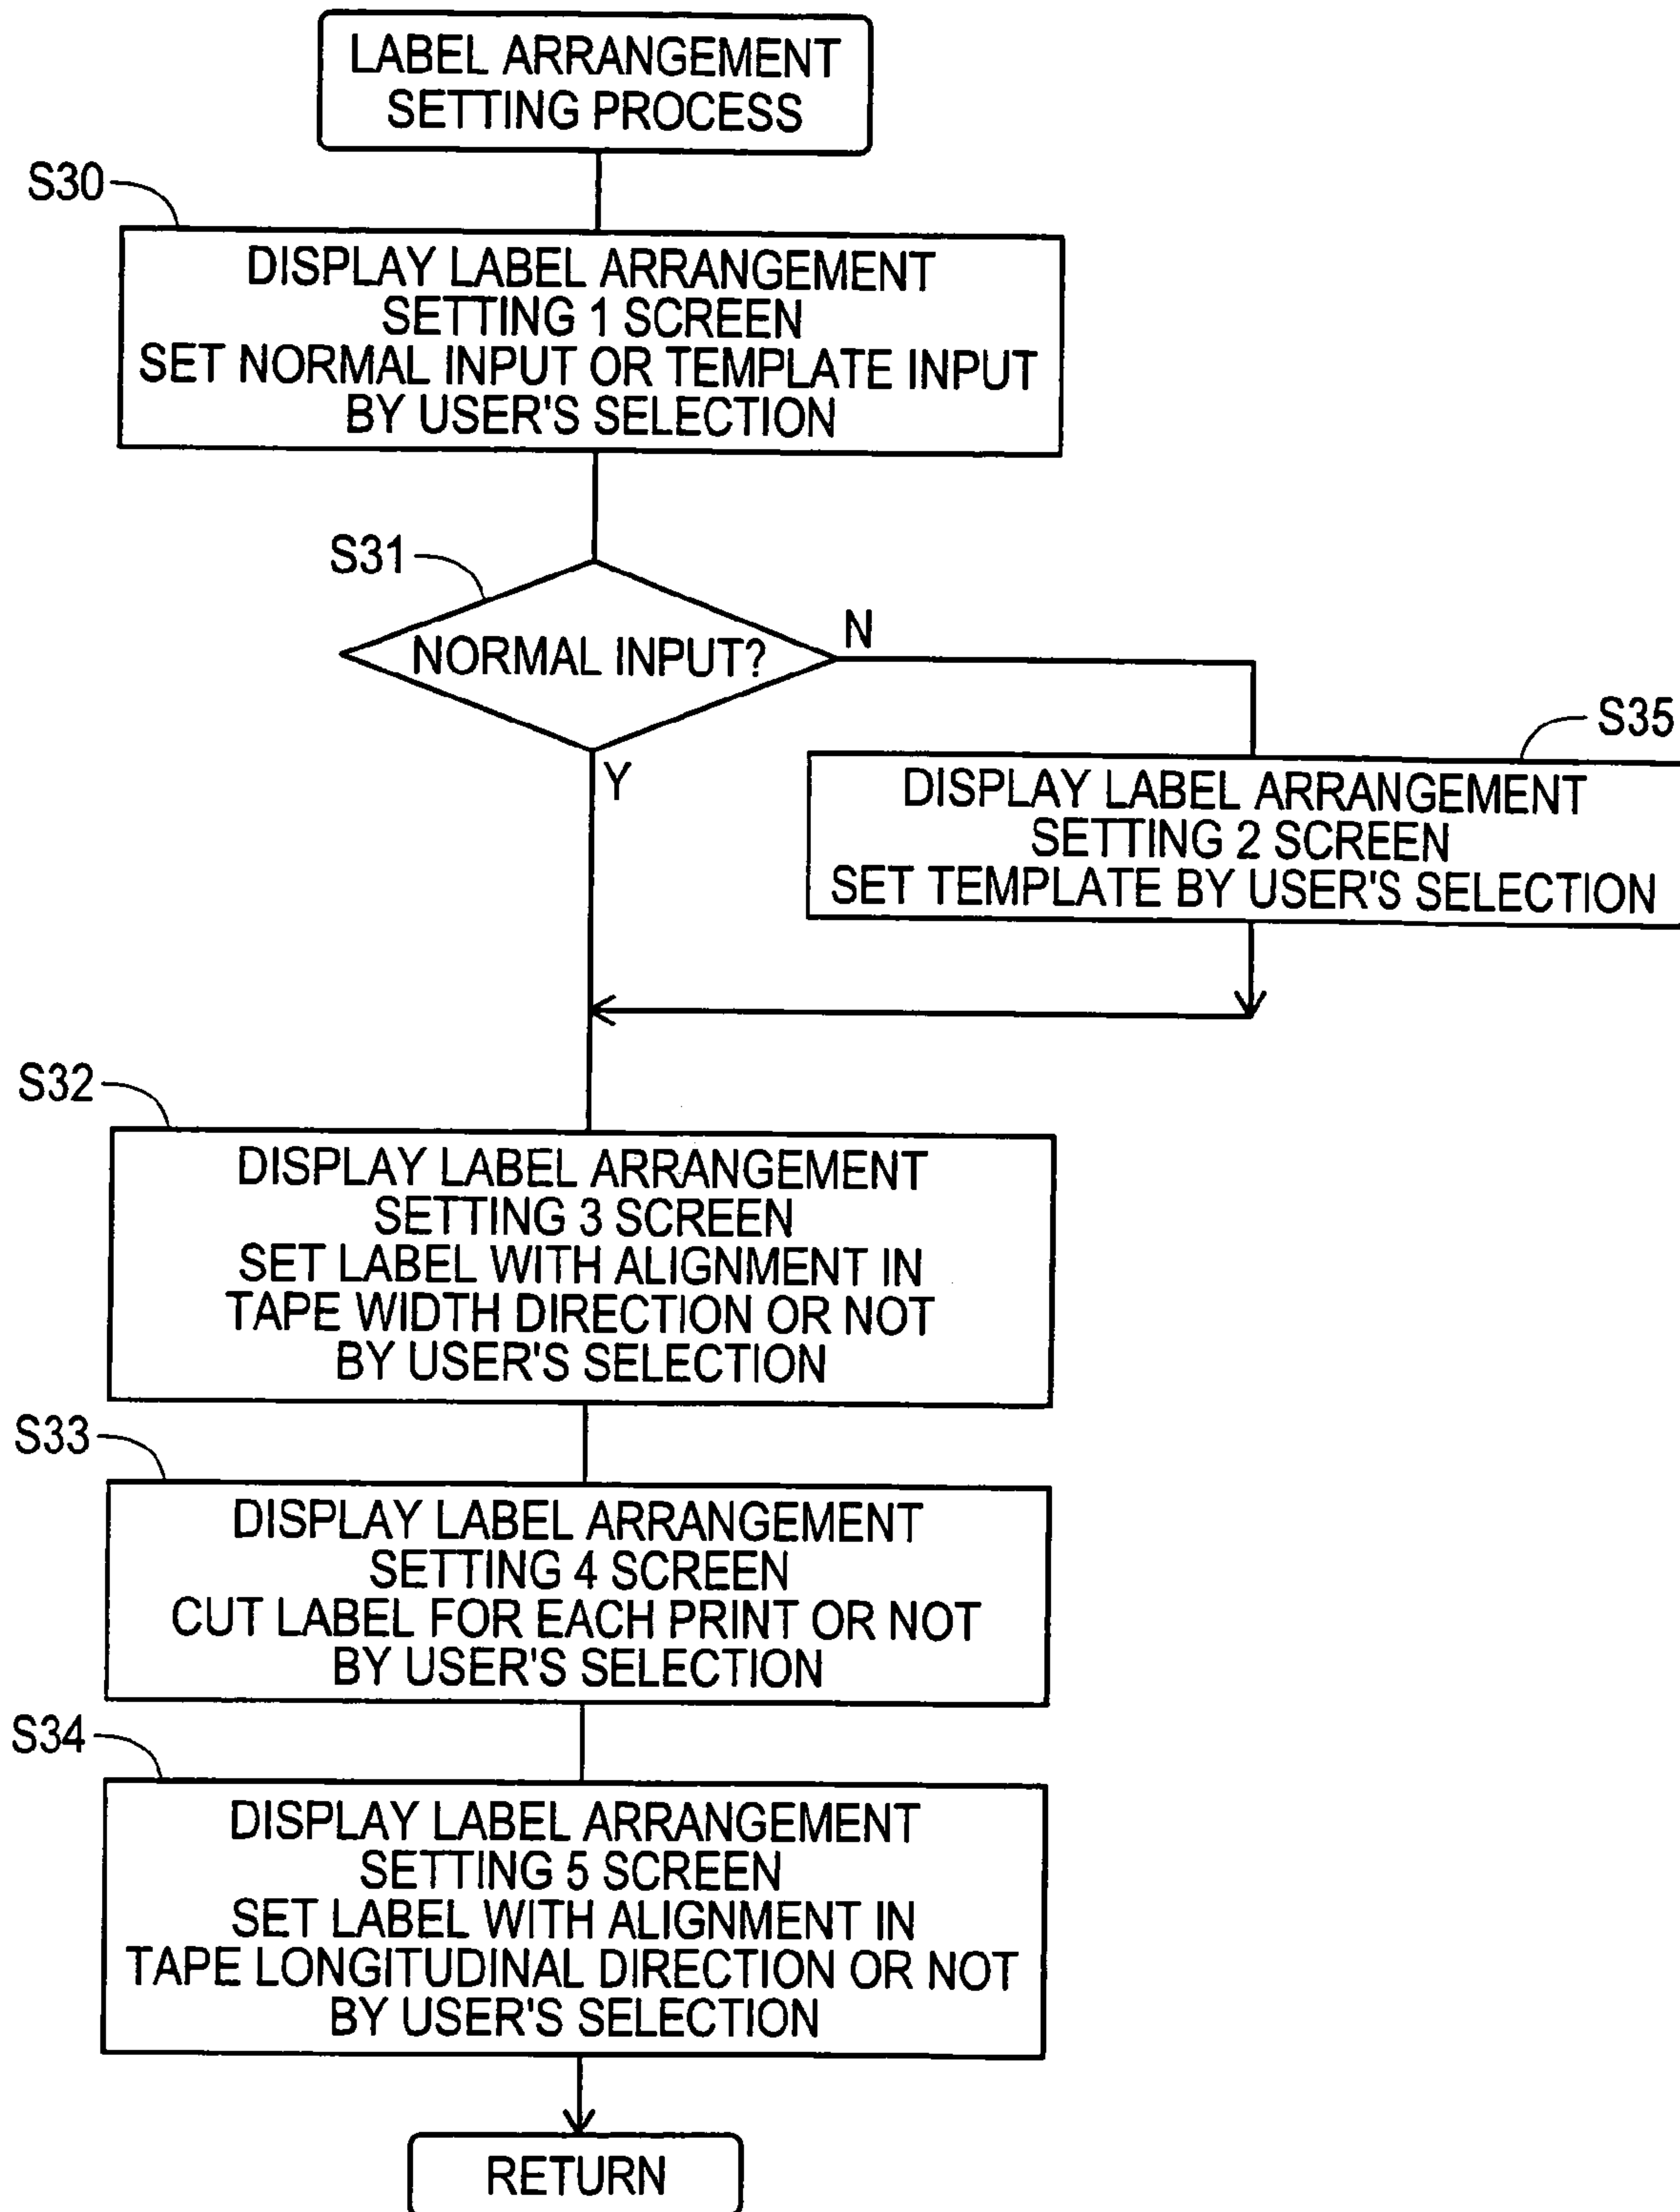 LABEL ARRANGEMENT
SETTING PROCESS
S30
DISPLAY LABEL ARRANGEMENT
SETTING 1 SCREEN
SET NORMAL INPUT OR TEMPLATE INPUT
BY USER'S SELECTION
S31
NORMAL INPUT?
N
Y
S35
DISPLAY LABEL ARRANGEMENT
SETTING 2 SCREEN
SET TEMPLATE BY USER'S SELECTION
S32
DISPLAY LABEL ARRANGEMENT
SETTING 3 SCREEN
SET LABEL WITH ALIGNMENT IN
TAPE WIDTH DIRECTION OR NOT
BY USER'S SELECTION
S33
DISPLAY LABEL ARRANGEMENT
SETTING 4 SCREEN
CUT LABEL FOR EACH PRINT OR NOT
BY USER'S SELECTION
S34
DISPLAY LABEL ARRANGEMENT
SETTING 5 SCREEN
SET LABEL WITH ALIGNMENT IN
TAPE LONGITUDINAL DIRECTION OR NOT
BY USER'S SELECTION
RETURN